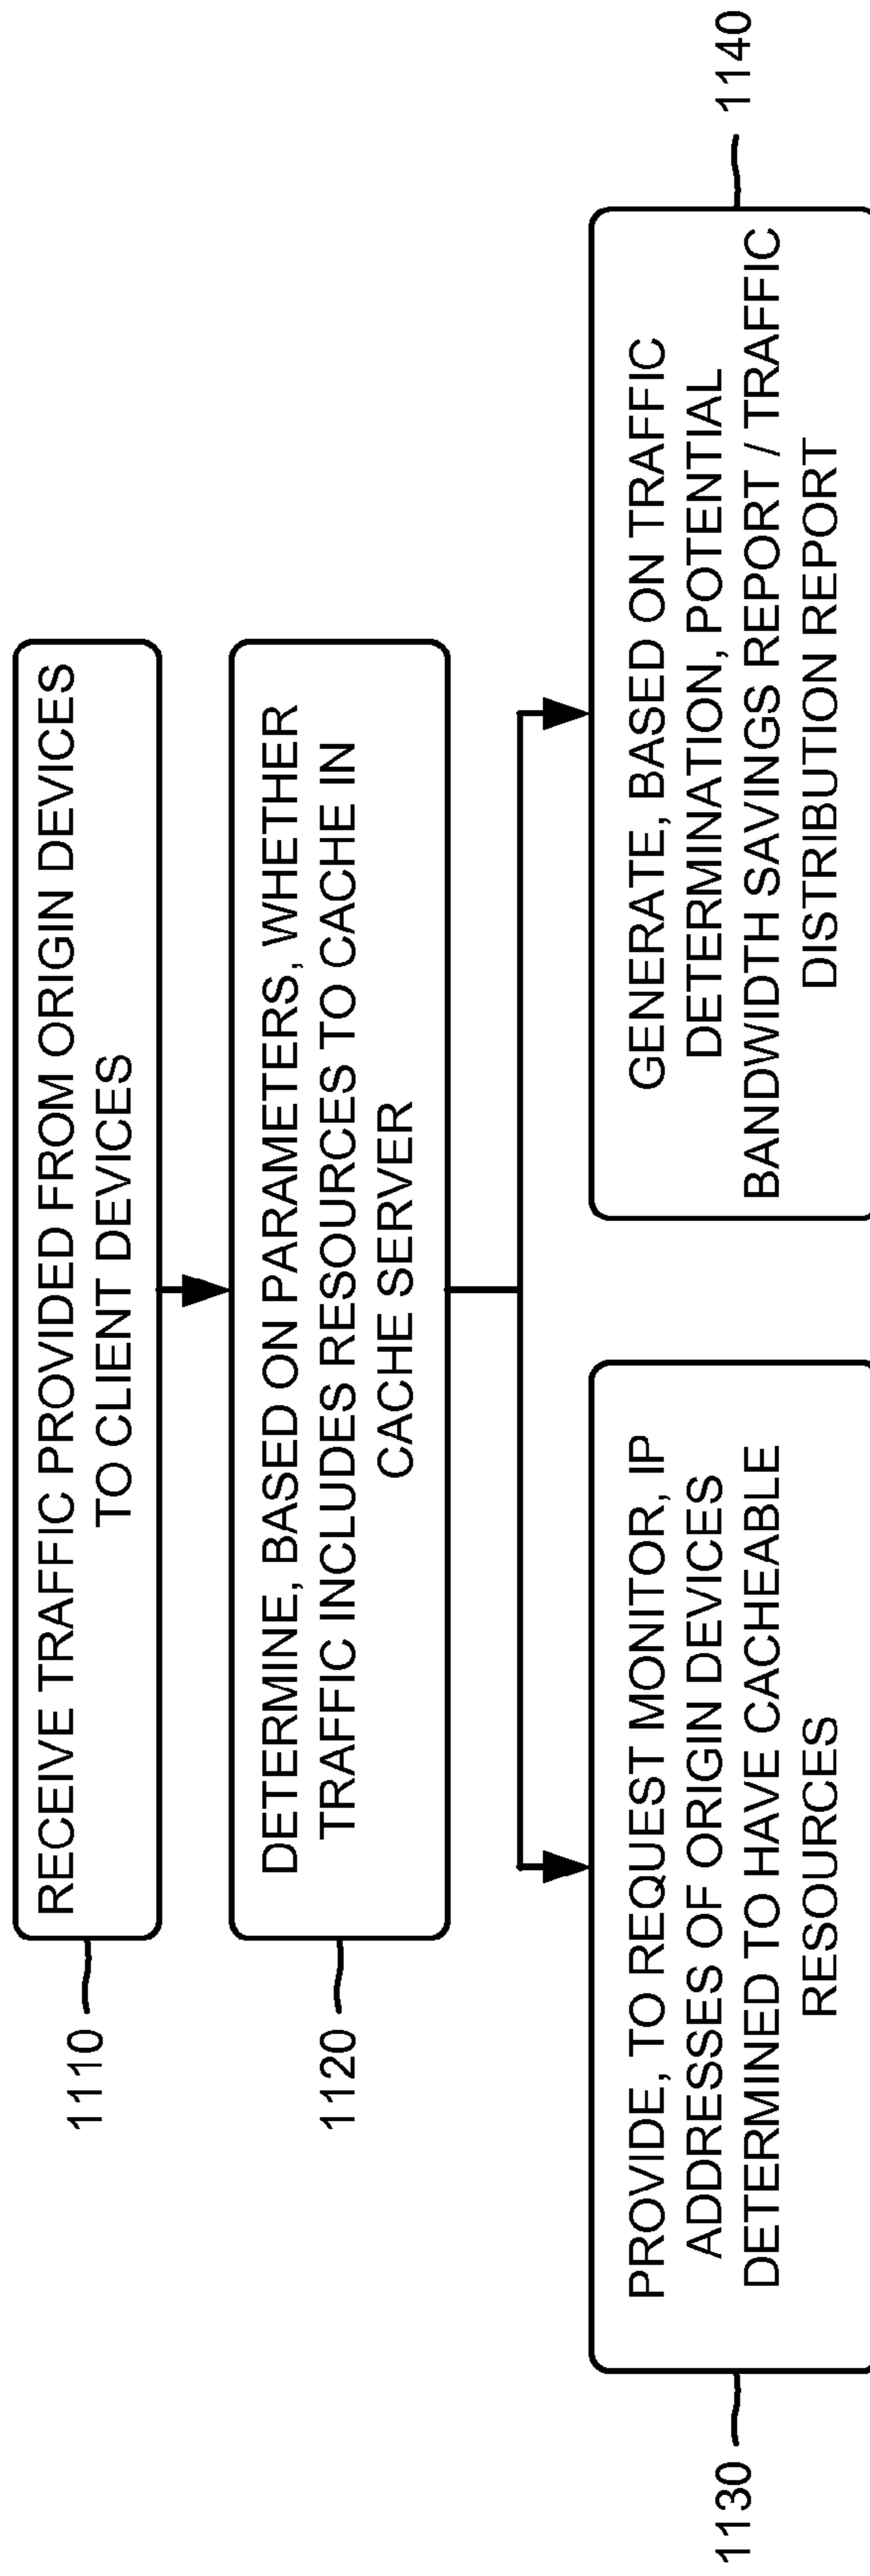 1110
RECEIVE TRAFFIC PROVIDED FROM ORIGIN DEVICES
TO CLIENT DEVICES
1120
DETERMINE, BASED ON PARAMETERS, WHETHER
TRAFFIC INCLUDES RESOURCES TO CACHE IN
CACHE SERVER
1130
PROVIDE, TO REQUEST MONITOR, IP
ADDRESSES OF ORIGIN DEVICES
DETERMINED TO HAVE CACHEABLE
RESOURCES
GENERATE, BASED ON TRAFFIC
DETERMINATION, POTENTIAL
BANDWIDTH SAVINGS REPORT / TRAFFIC
DISTRIBUTION REPORT
1140